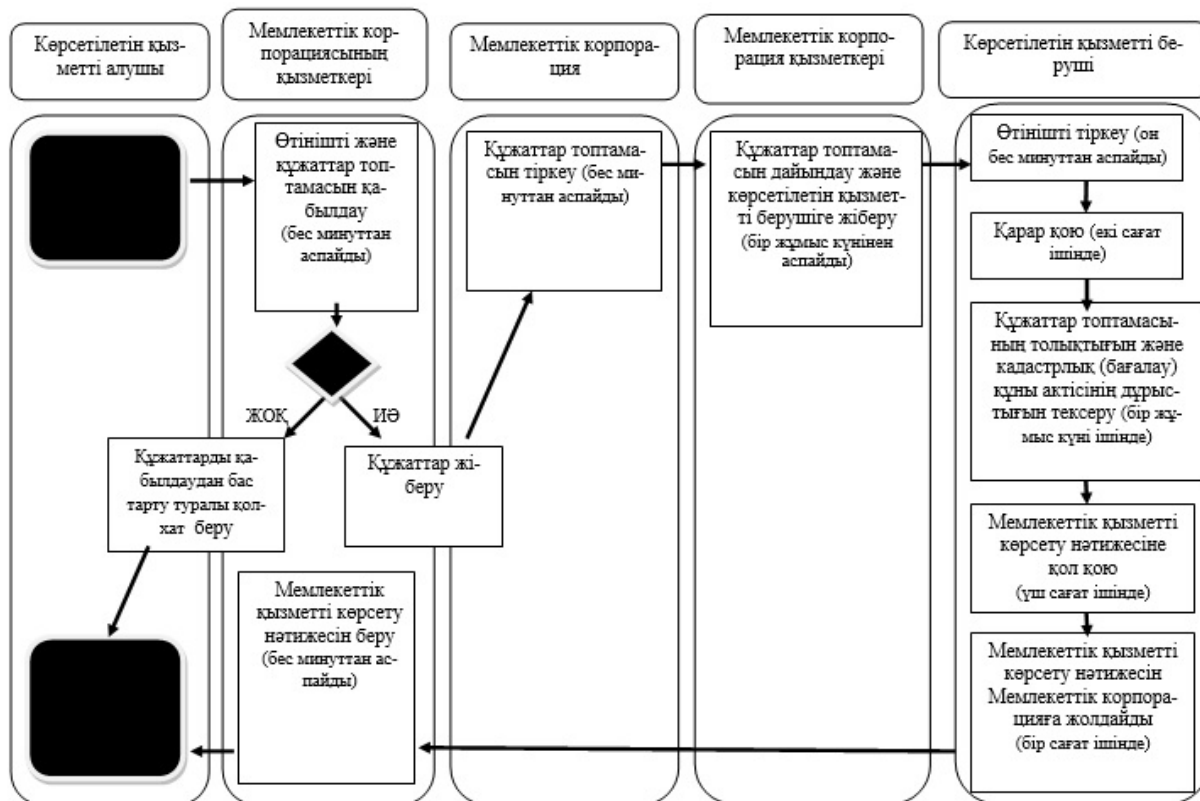 Көрсетілетін қыз-
метті алушы
Мемлекеттік кор-
порациясының
қызметкері
Мемлекеттік корпора-
ция
Мемлекеттік корпо-
рация қызметкері
Көрсетілетін қызметті бе-
руші
Өтінішті және
құжаттар топ-
тамасын қа-
былдау
(бес минуттан
аспайды)
ЖОҚ
ИӘ
Құжаттарды қа-
былдаудан бас
тарту туралы қол-
хат беру
Құжаттар жі-
беру
Мемлекеттік
қызметті көрсету
нәтижесін беру
(бес минуттан ас-
пайды)
Құжаттар топтама-
сын тіркеу (бес ми-
нуттан аспайды)
Құжаттар топтама-
сын дайындау және
көрсетілетін қызмет-
ті берушіге жіберу
(бір жұмыс күнінен
аспайды)
Өтінішті тіркеу (он
бес минуттан аспайды)
Қарар қою (екі сағат
ішінде)
Құжаттар топтамасы-
ның толықтығын және
кадастрлық (бағалау)
құны актісінің дұрыс-
тығын тексеру (бір жұ-
мыс күні ішінде)
Мемлекеттік қызметті
көрсету нәтижесіне
қол қою
(үш сағат ішінде)
Мемлекеттік қызметті
көрсету нәтижесін
Мемлекеттік корпора-
цияға жолдайды
(бір сағат ішінде)